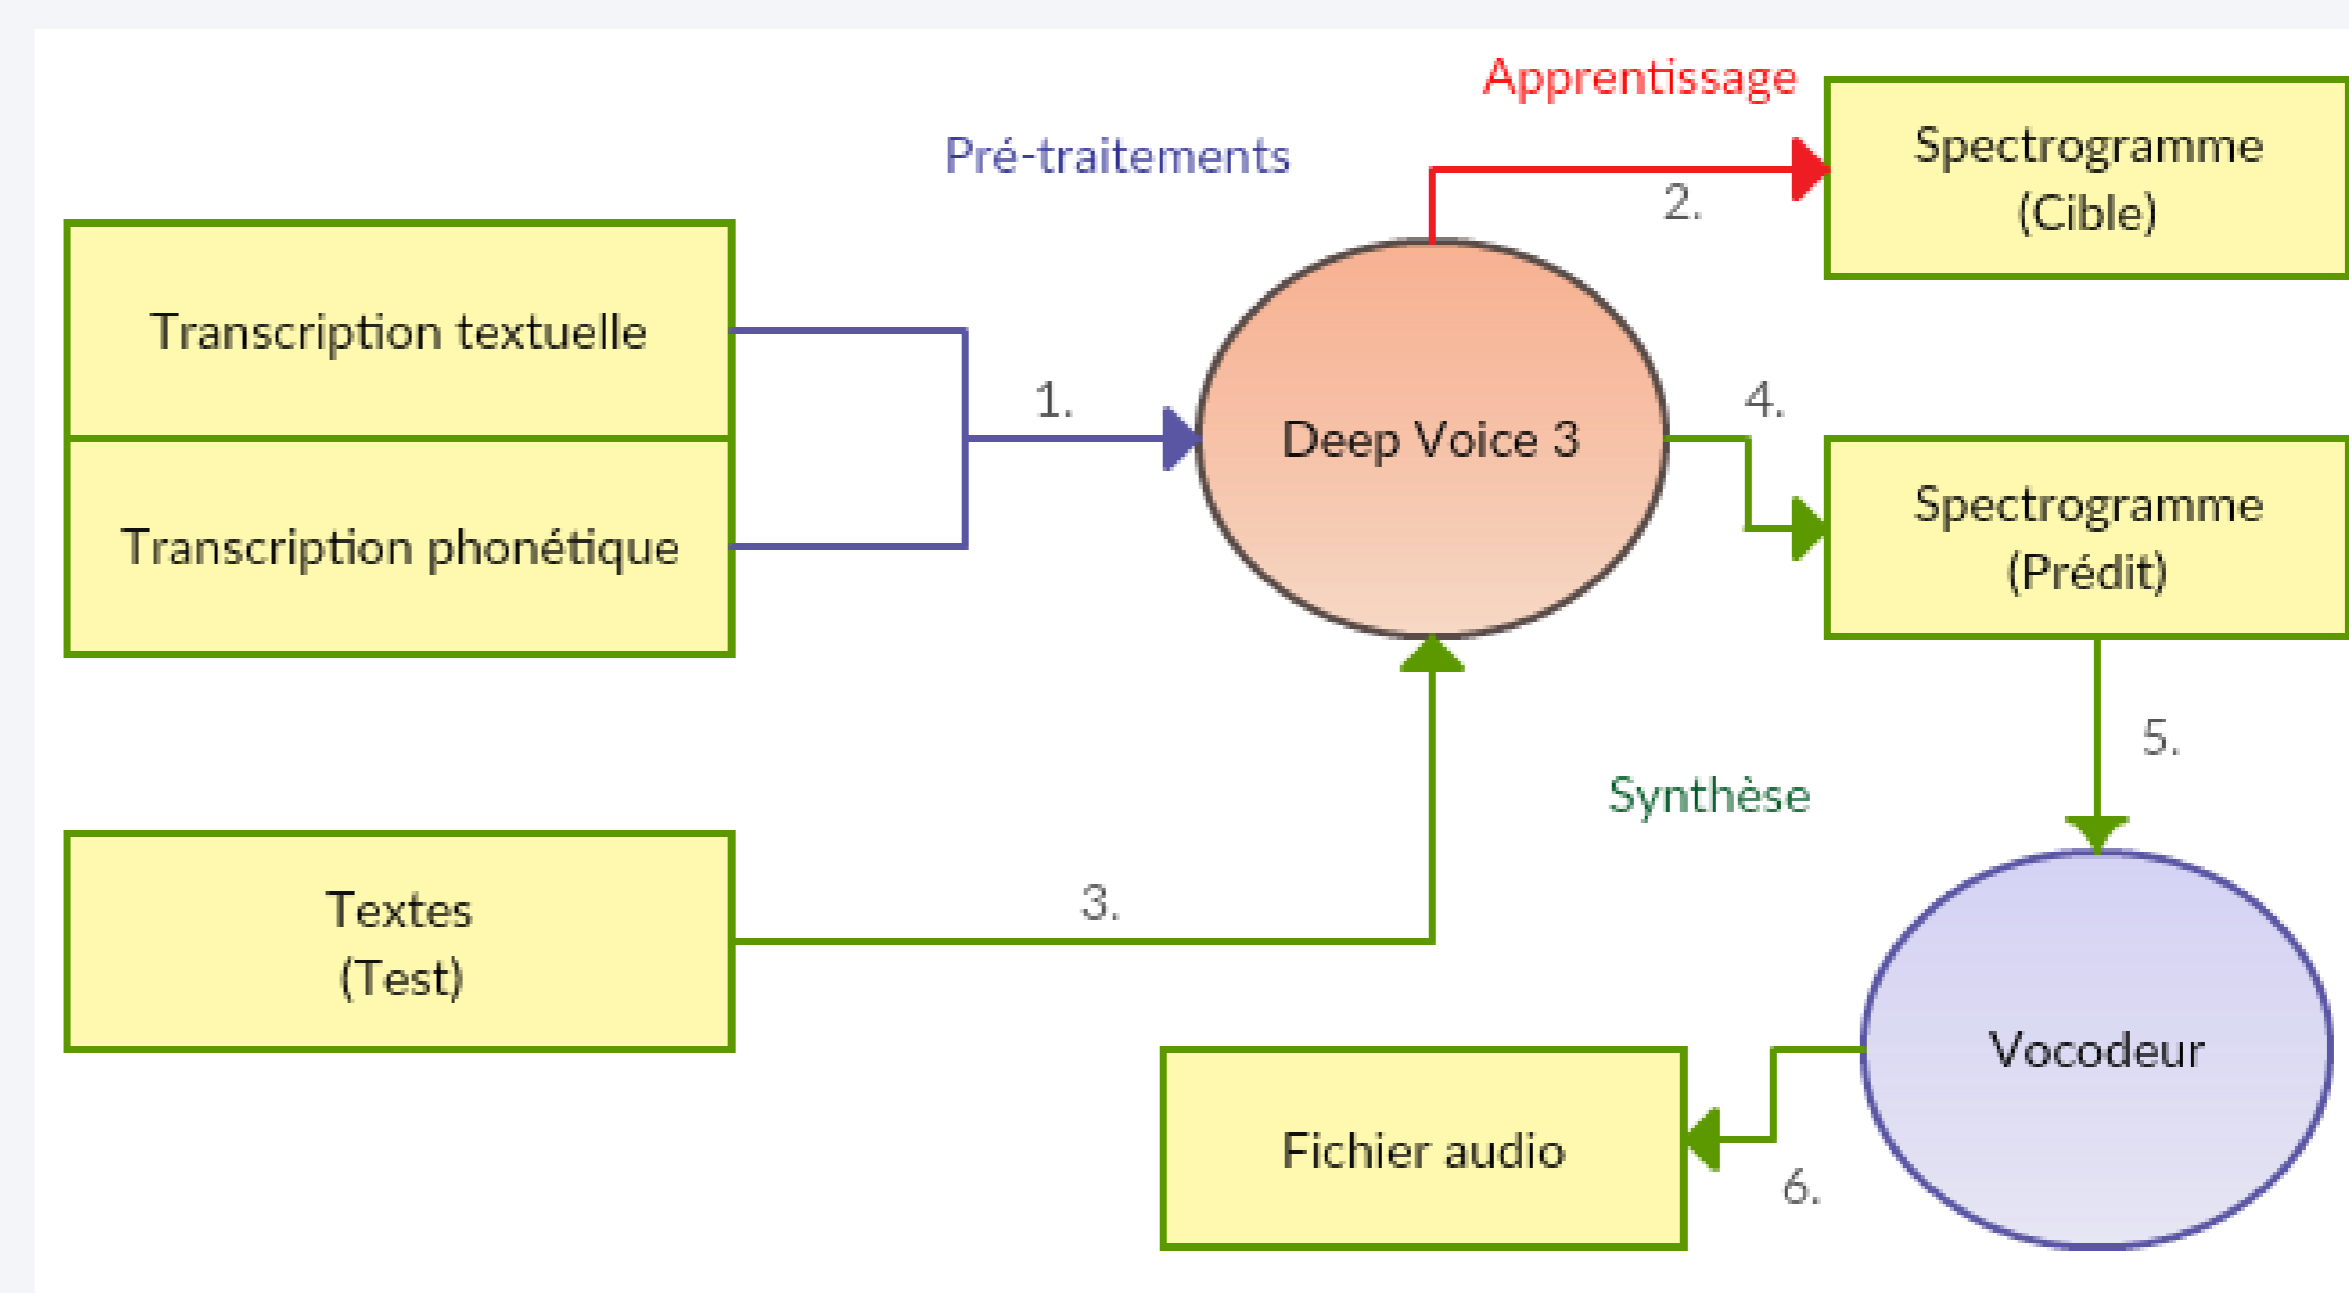 Apprentissage
Pré-traitements
Spectrogramme
(Cible)
2.
Transcription textuelle
1.
4.
Deep Voice 3
Transcription phonétique
Spectrogramme
(Prédit)
5.
Synthèse
Textes
(Test)
3.
Vocodeur
Fichier audio
6.